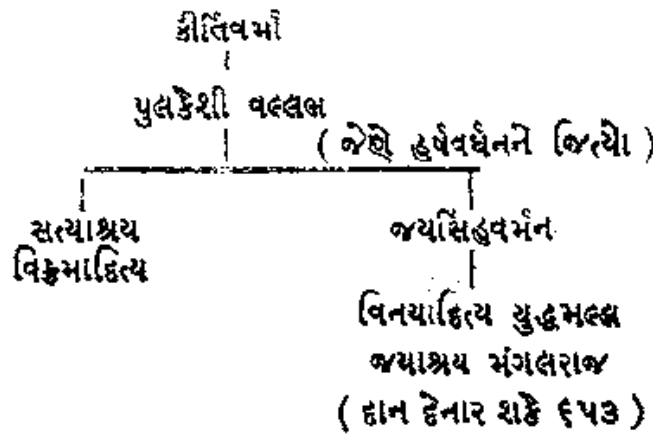 કીર્તિવર્મા
પુલકેશી વલ્લભ
( જેણે હર્ષવર્ધનને જિત્યો )
સત્યાશ્રય
વિક્રમાદિત્ય
જયસિંહવર્મન
વિનયાદિત્ય યુદ્ધમલ્લ
જયાશ્રય મંગલરાજ
( દાન દેનાર શકે ૬૫૩ )